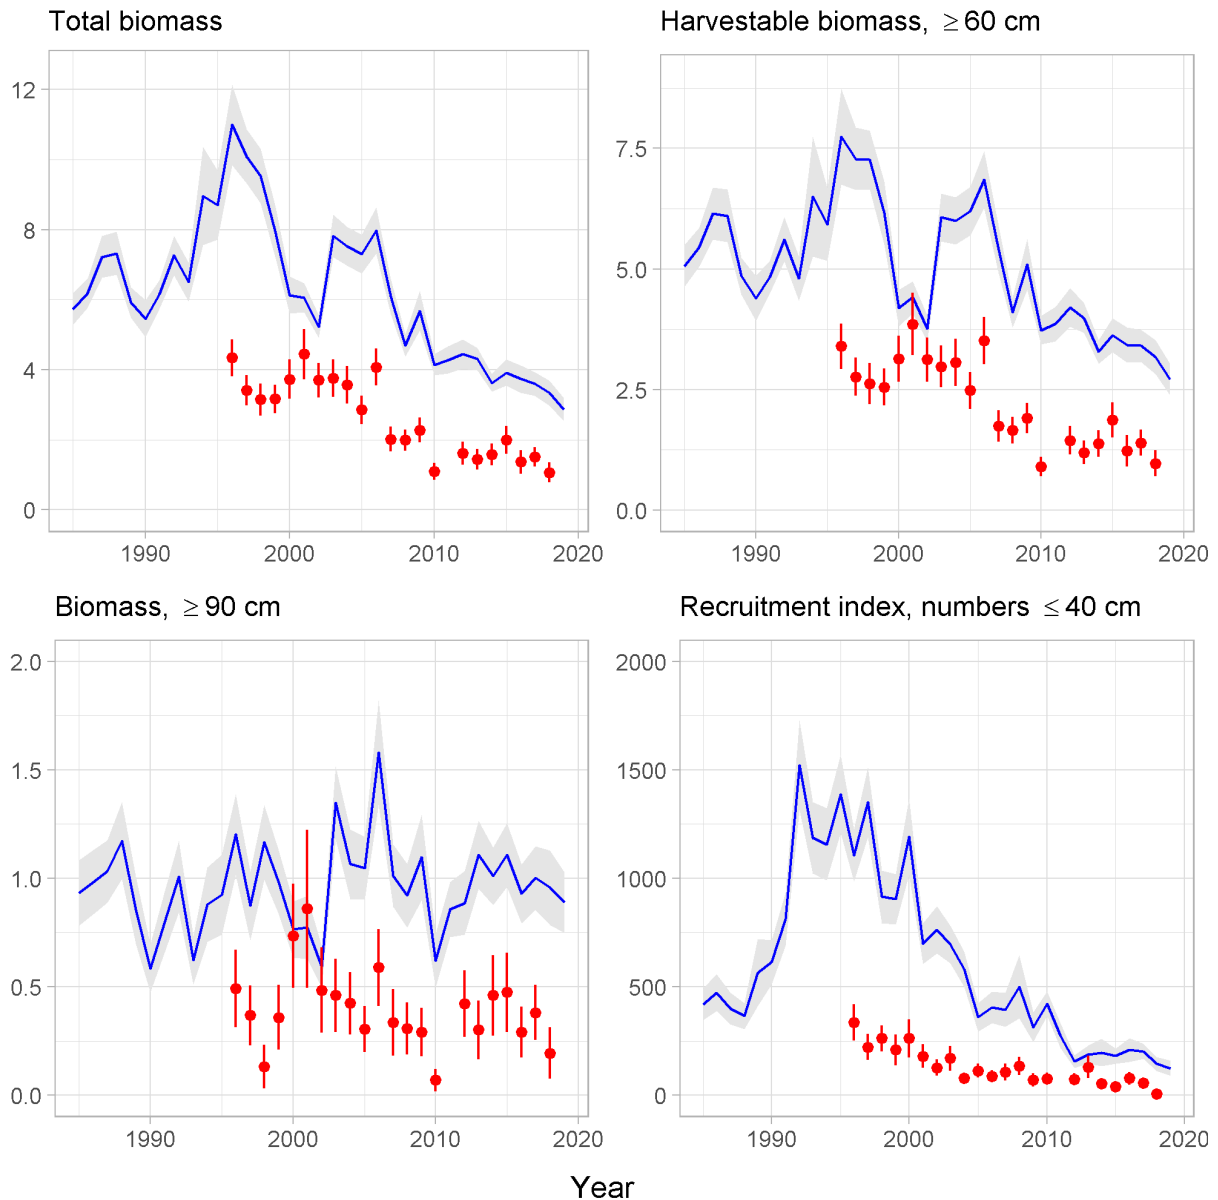 Total biomass
12
8
4
0
1990 2000 2010 2020
Harvestable biomass, ≥ 60 cm
7.5
5.0
2.5
0.0
1990 2000 2010 2020
Biomass, ≥ 90 cm
2.0
1.5
1.0
0.5
0.0
1990 2000 2010 2020
Recruitment index, numbers ≤ 40 cm
2000
1500
1000
500
0
1990 2000 2010 2020
Year